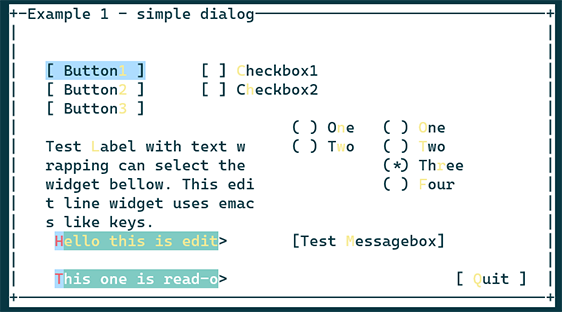 Example 1 - simple dialog
[ Button1 ] [ ] Checkbox1
[ Button2 ] [ ] Checkbox2
[ Button3 ]
( ) One ( ) One
( ) Two ( ) Two
(*) Three
( ) Four
Test Label with text w
rapping can select the
widget bellow. This edi
t line widget uses emac
s like keys.
Hello this is edit>
[Test Messagebox]
This one is read-o>
[ Quit ]